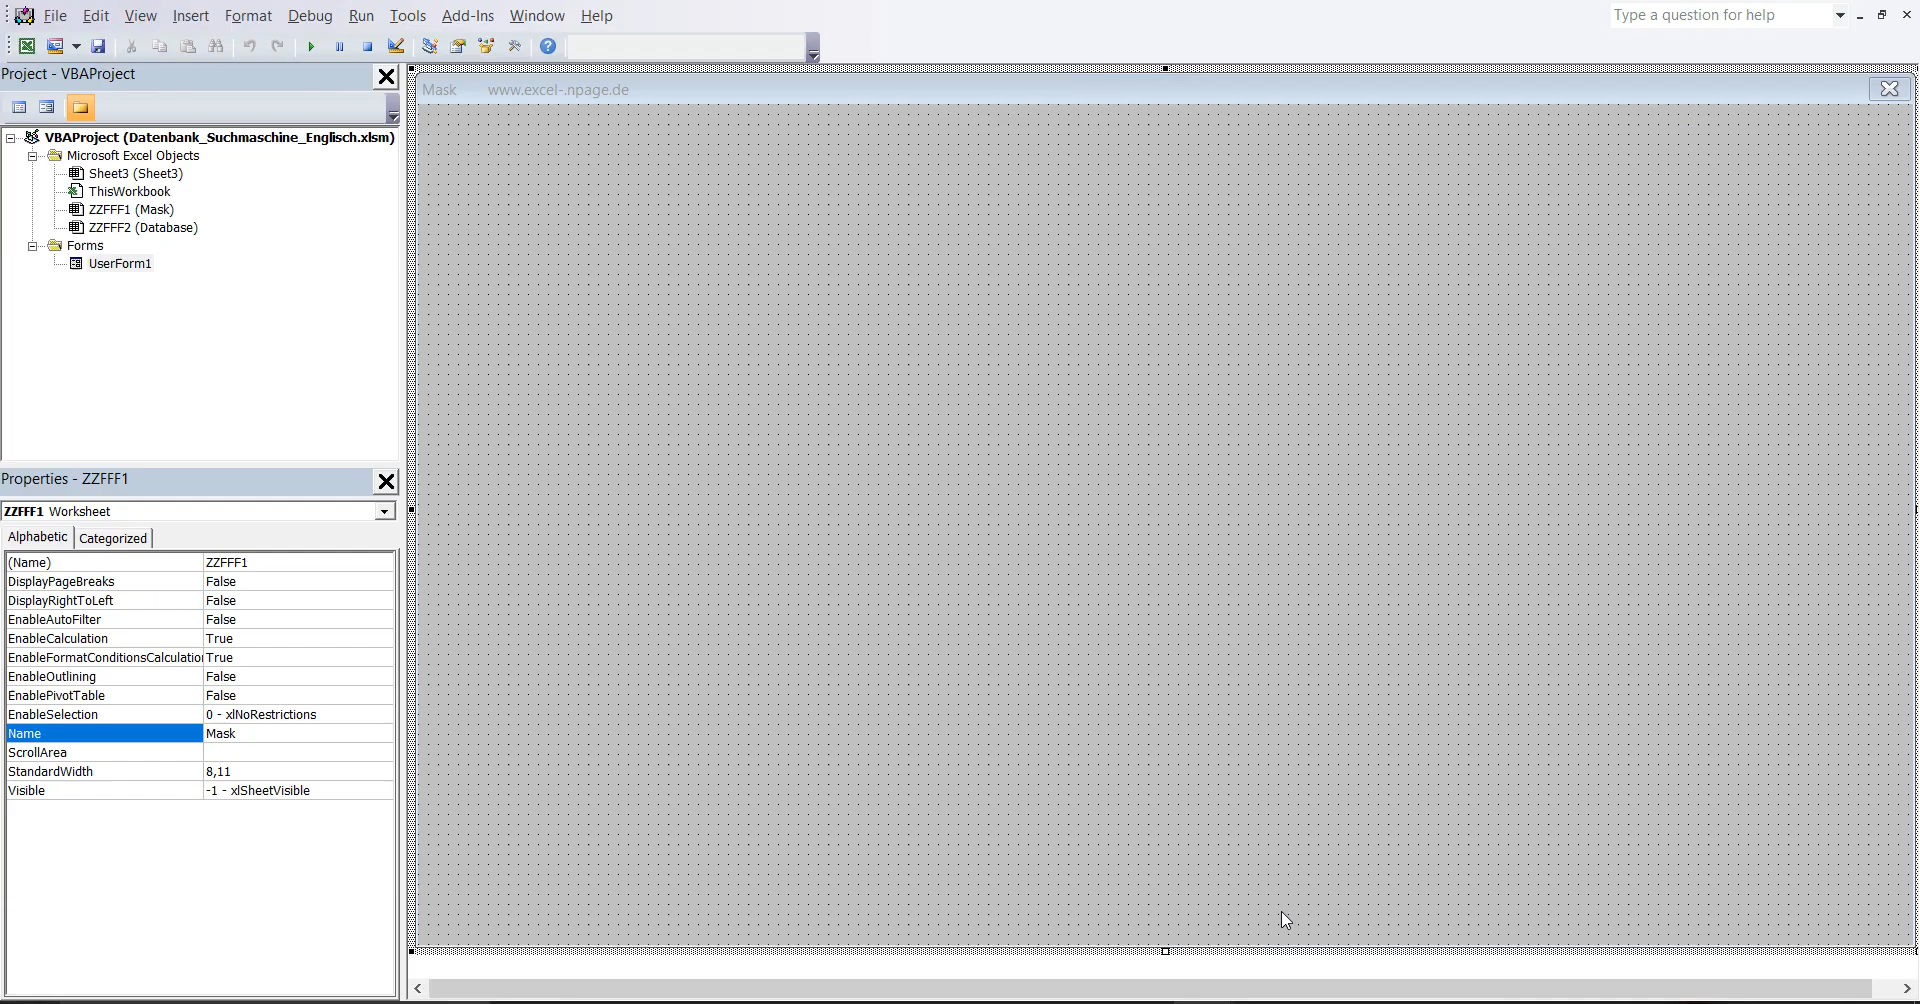 File Edit View Insert Format Debug Run Tools Add-Ins Window Help
Type a question for help
Project - VBAProject
VBAProject (Datenbank_Suchmaschine_Englisch.xlsm)
Microsoft Excel Objects
Sheet3 (Sheet3)
ThisWorkbook
ZZFFF1 (Mask)
ZZFFF2 (Database)
Forms
UserForm1
Properties - ZZFFF1
ZZFFF1 Worksheet
Alphabetic Categorized
(Name) ZZFFF1
DisplayPageBreaks False
DisplayRightToLeft False
EnableAutoFilter False
EnableCalculation True
EnableFormatConditionsCalculatio True
EnableOutlining False
EnablePivotTable False
EnableSelection 0 - xlNoRestrictions
Name Mask
ScrollArea
StandardWidth 8,11
Visible -1 - xlSheetVisible
Mask www.excel-.npage.de